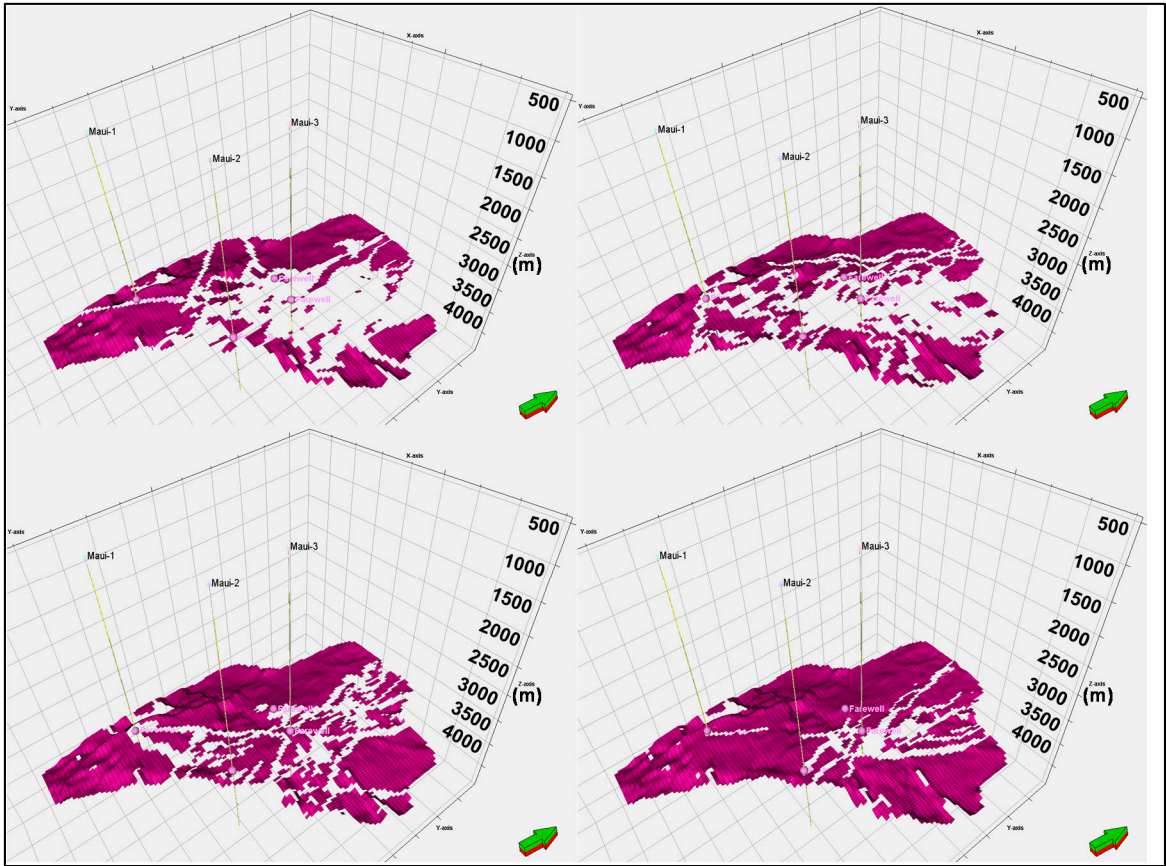 X-axis
Y-axis
500
1000
1500
2000
2500
3000
3500
4000
Z-axis
(m)
Maui-1
Maui-2
Maui-3
Farewell
Farewell
Y-axis
X-axis
Y-axis
500
1000
1500
2000
2500
3000
3500
4000
Z-axis
(m)
Maui-1
Maui-2
Maui-3
Farewell
Farewell
Y-axis
X-axis
Y-axis
500
1000
1500
2000
2500
3000
3500
4000
Z-axis
(m)
Maui-1
Maui-2
Maui-3
Farewell
Farewell
Y-axis
X-axis
Y-axis
500
1000
1500
2000
2500
3000
3500
4000
Z-axis
(m)
Maui-1
Maui-2
Maui-3
Farewell
Farewell
Y-axis